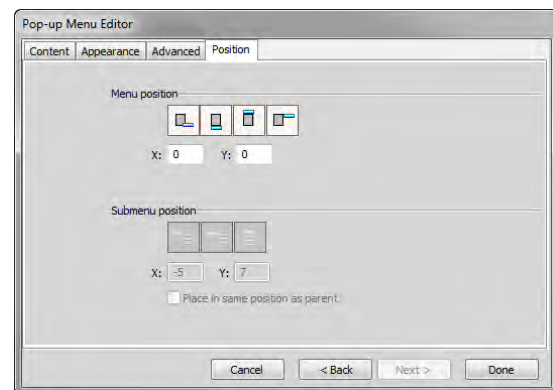 Pop-up Menu Editor
Content Appearance Advanced Position
Menu position
X: 0 Y: 0
Submenu position
X: -5 Y: 7
Place in same position as parent
Cancel < Back Next > Done